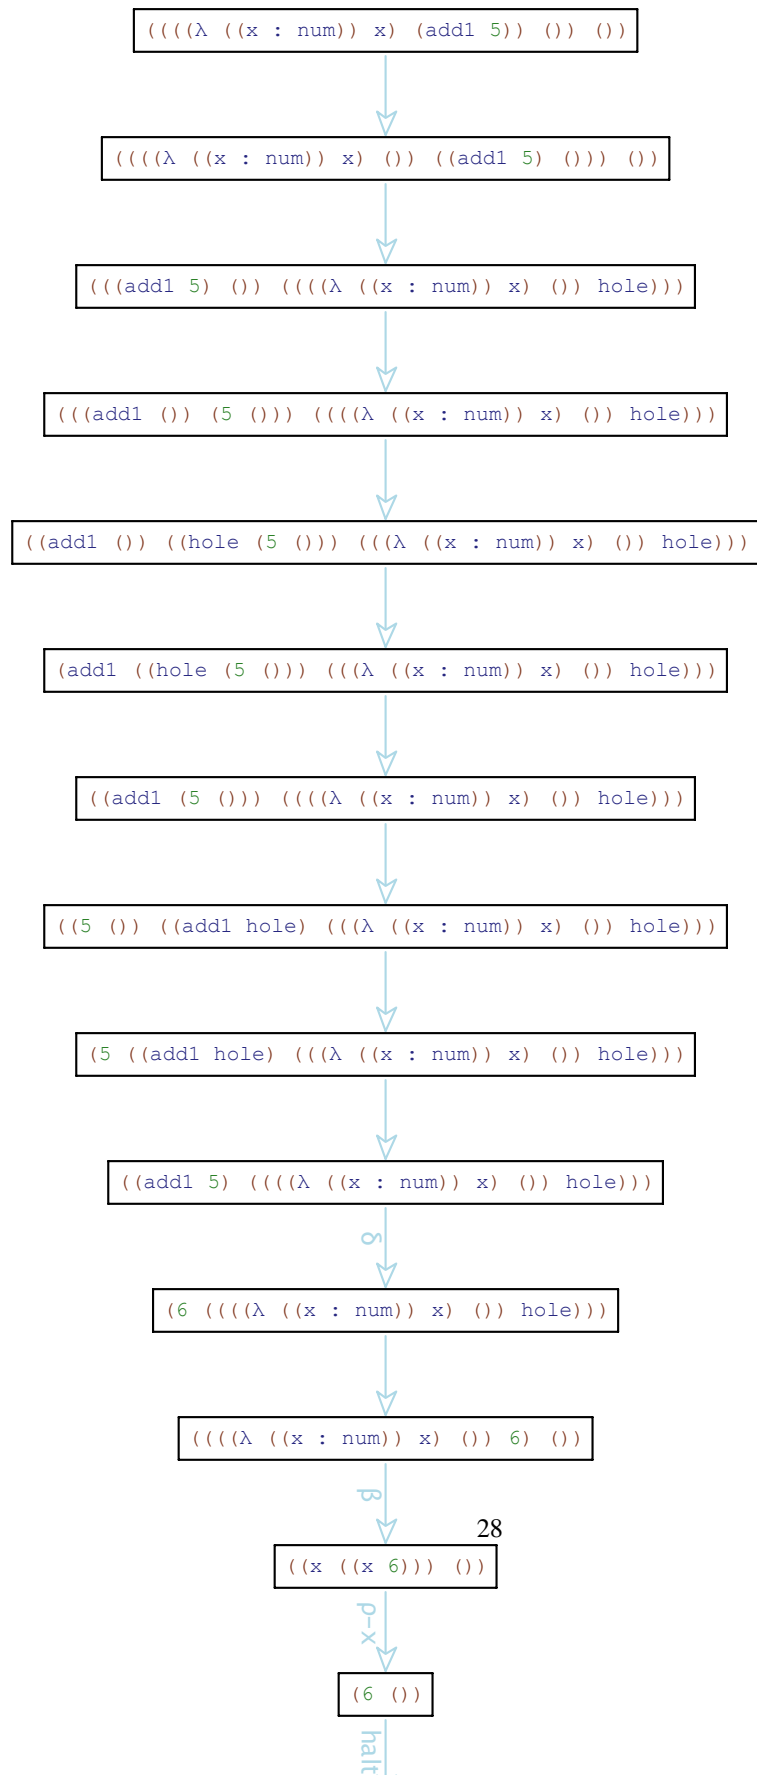 ((((λ ((x : num)) x) (add1 5)) ()) ())
((((λ ((x : num)) x) ()) ((add1 5) ())) ())
(((add1 5) ()) ((((λ ((x : num)) x) ()) hole)))
(((add1 ()) (5 ())) ((((λ ((x : num)) x) ()) hole)))
((add1 ()) ((hole (5 ())) (((λ ((x : num)) x) ()) hole)))
(add1 ((hole (5 ())) (((λ ((x : num)) x) ()) hole)))
((add1 (5 ())) ((((λ ((x : num)) x) ()) hole)))
((5 ()) ((add1 hole) (((λ ((x : num)) x) ()) hole)))
(5 ((add1 hole) (((λ ((x : num)) x) ()) hole)))
((add1 5) ((((λ ((x : num)) x) ()) hole)))
δ
(6 ((((λ ((x : num)) x) ()) hole)))
((((λ ((x : num)) x) ()) 6) ())
β
28
((x ((x 6))) ())
ρ-x
(6 ())
halt